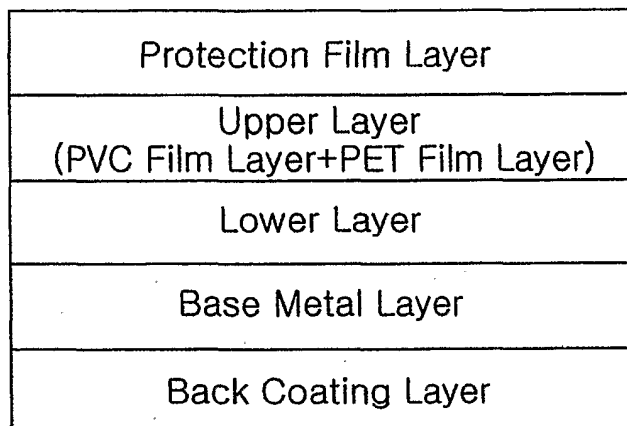 Protection Film Layer
Upper Layer
(PVC Film Layer+PET Film Layer)
Lower Layer
Base Metal Layer
Back Coating Layer